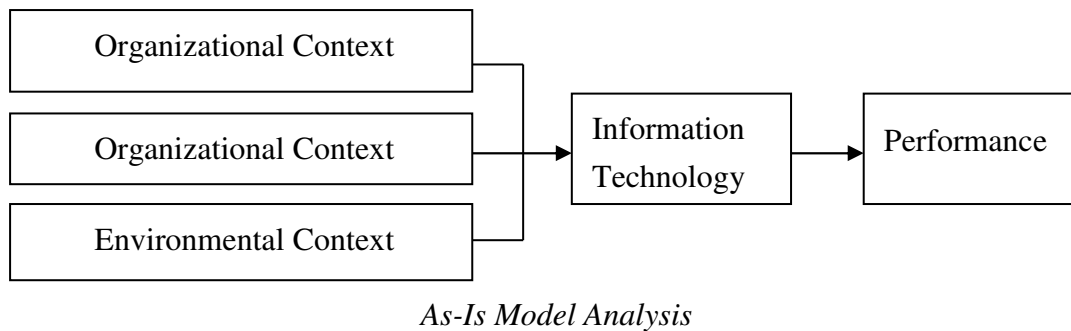 Organizational Context
Organizational Context
Environmental Context
Information
Technology
Performance
As-Is Model Analysis